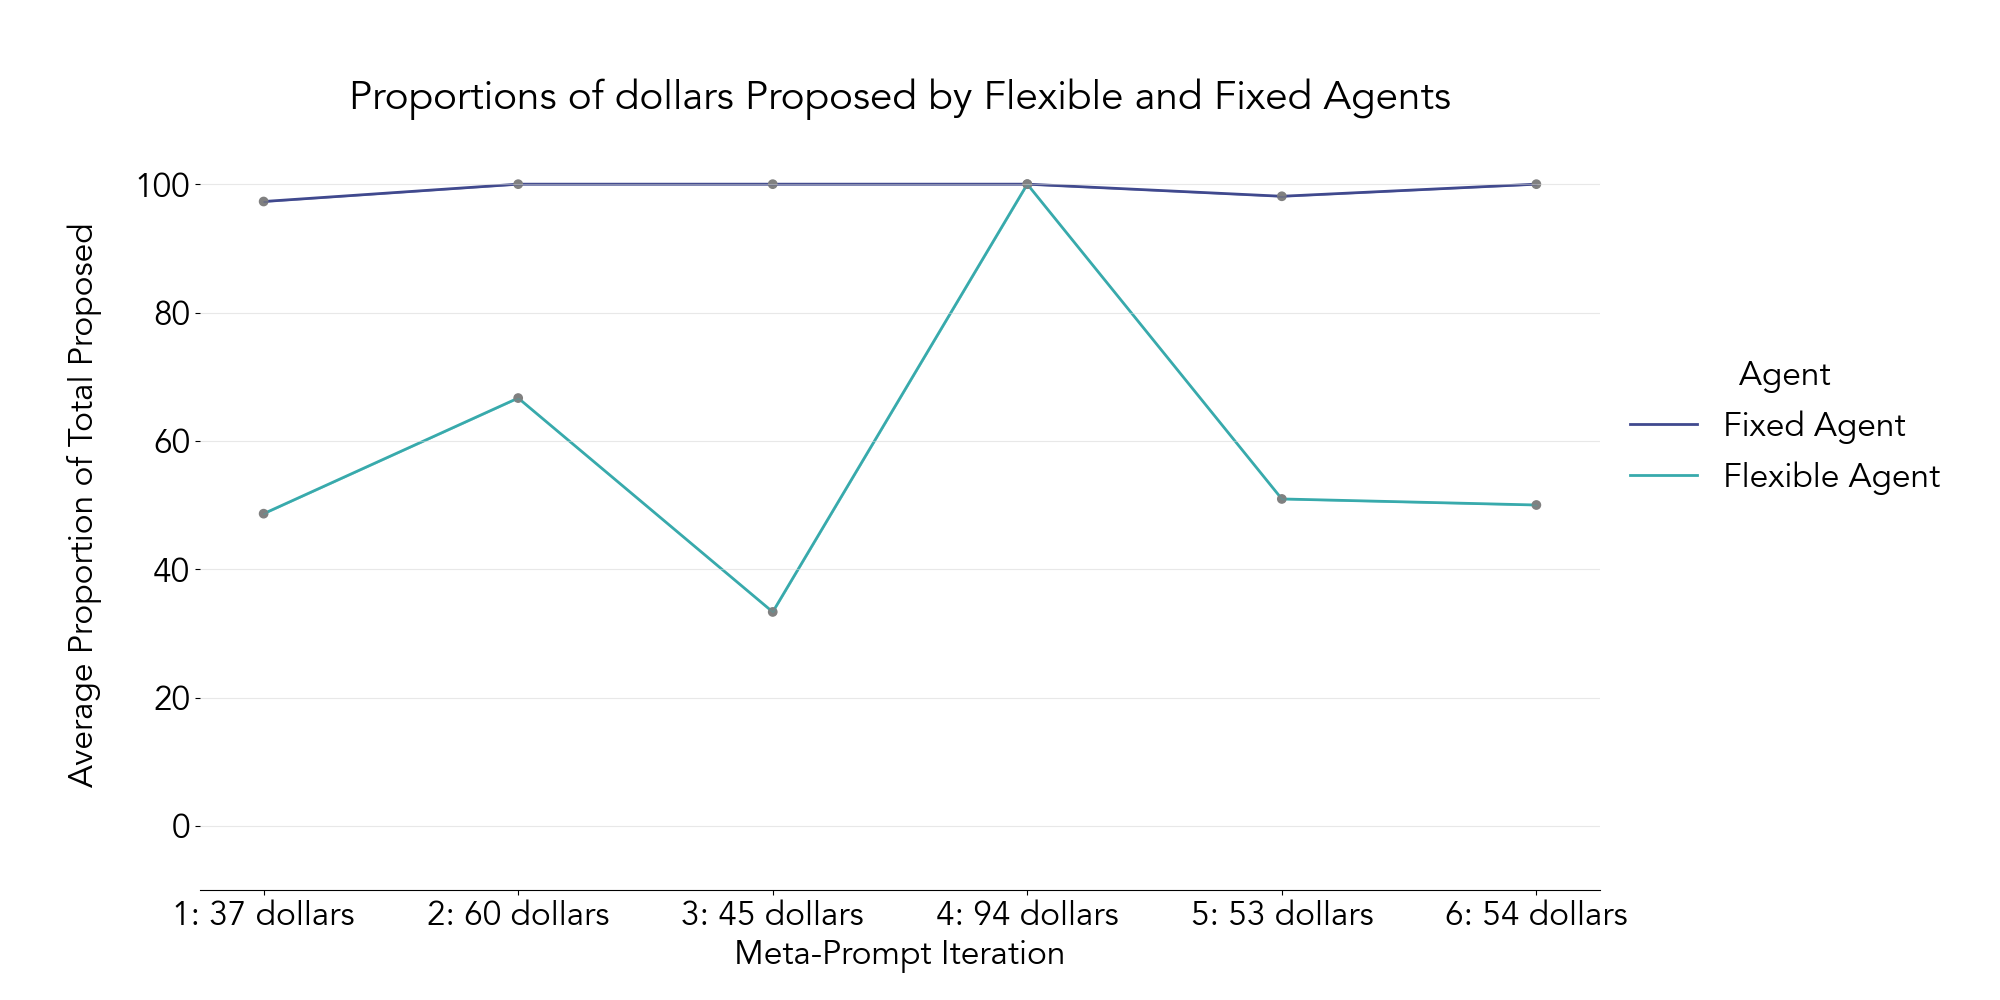 Proportions of dollars Proposed by Flexible and Fixed Agents
Average Proportion of Total Proposed
100
80
60
40
20
0
1: 37 dollars
2: 60 dollars
3: 45 dollars
4: 94 dollars
5: 53 dollars
6: 54 dollars
Meta-Prompt Iteration
Agent
Fixed Agent
Flexible Agent